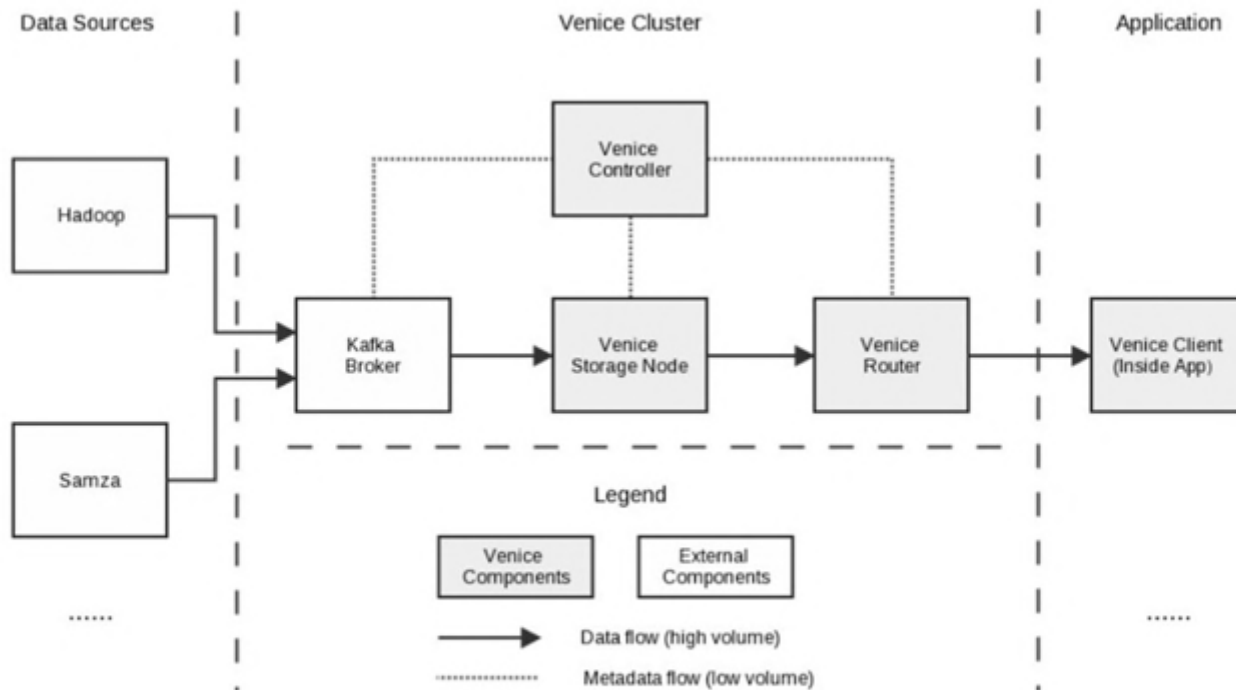 Data Sources
Venice Cluster
Application
Venice
Controller
Hadoop
Kafka
Broker
Venice
Storage Node
Venice
Router
Venice Client
(Inside App)
Samza
Legend
Venice
Components
External
Components
......
Data flow (high volume)
Metadata flow (low volume)
......